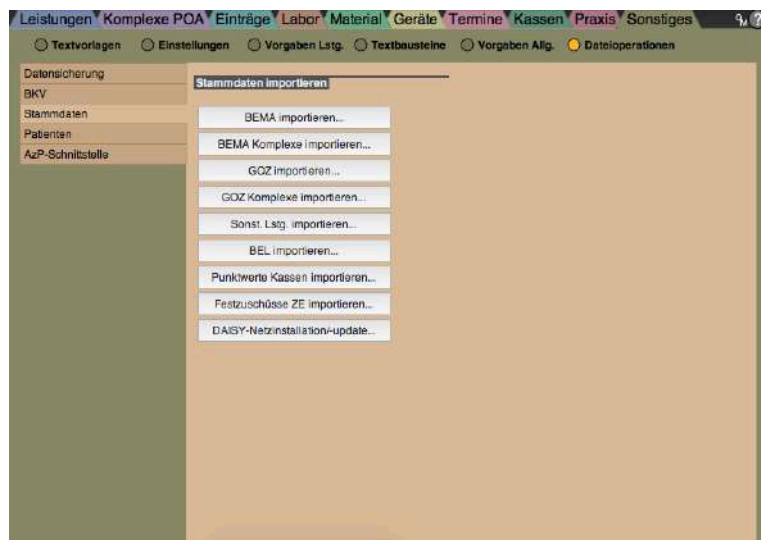 Leistungen Komplexe POA Einträge Labor Material Geräte Termine Kassen Praxis Sonstiges ?
Textvorlagen Einstellungen Vorgaben Lstg. Textbausteine Vorgaben Allg. Dateioperationen
Datensicherung
BKV
Stammdaten
Patienten
AzP-Schnittstelle
Stammdaten importieren
BEMA importieren...
BEMA Komplexe importieren...
GOZ importieren...
GOZ Komplexe importieren...
Sonst. Lstg. importieren...
BEL importieren...
Punktwerte Kassen importieren...
Festzuschüsse ZE importieren...
DAISY-Netzinstallation/-update...